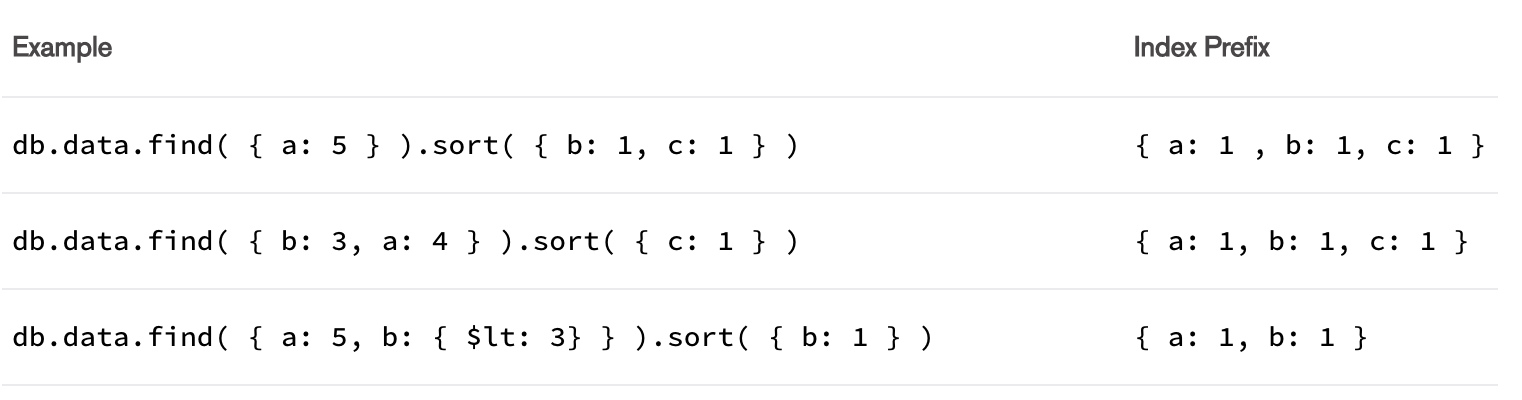 Example Index Prefix
db.data.find( { a: 5 } ).sort( { b: 1, c: 1 } ) { a: 1 , b: 1, c: 1 }
db.data.find( { b: 3, a: 4 } ).sort( { c: 1 } ) { a: 1, b: 1, c: 1 }
db.data.find( { a: 5, b: { $lt: 3} } ).sort( { b: 1 } ) { a: 1, b: 1 }